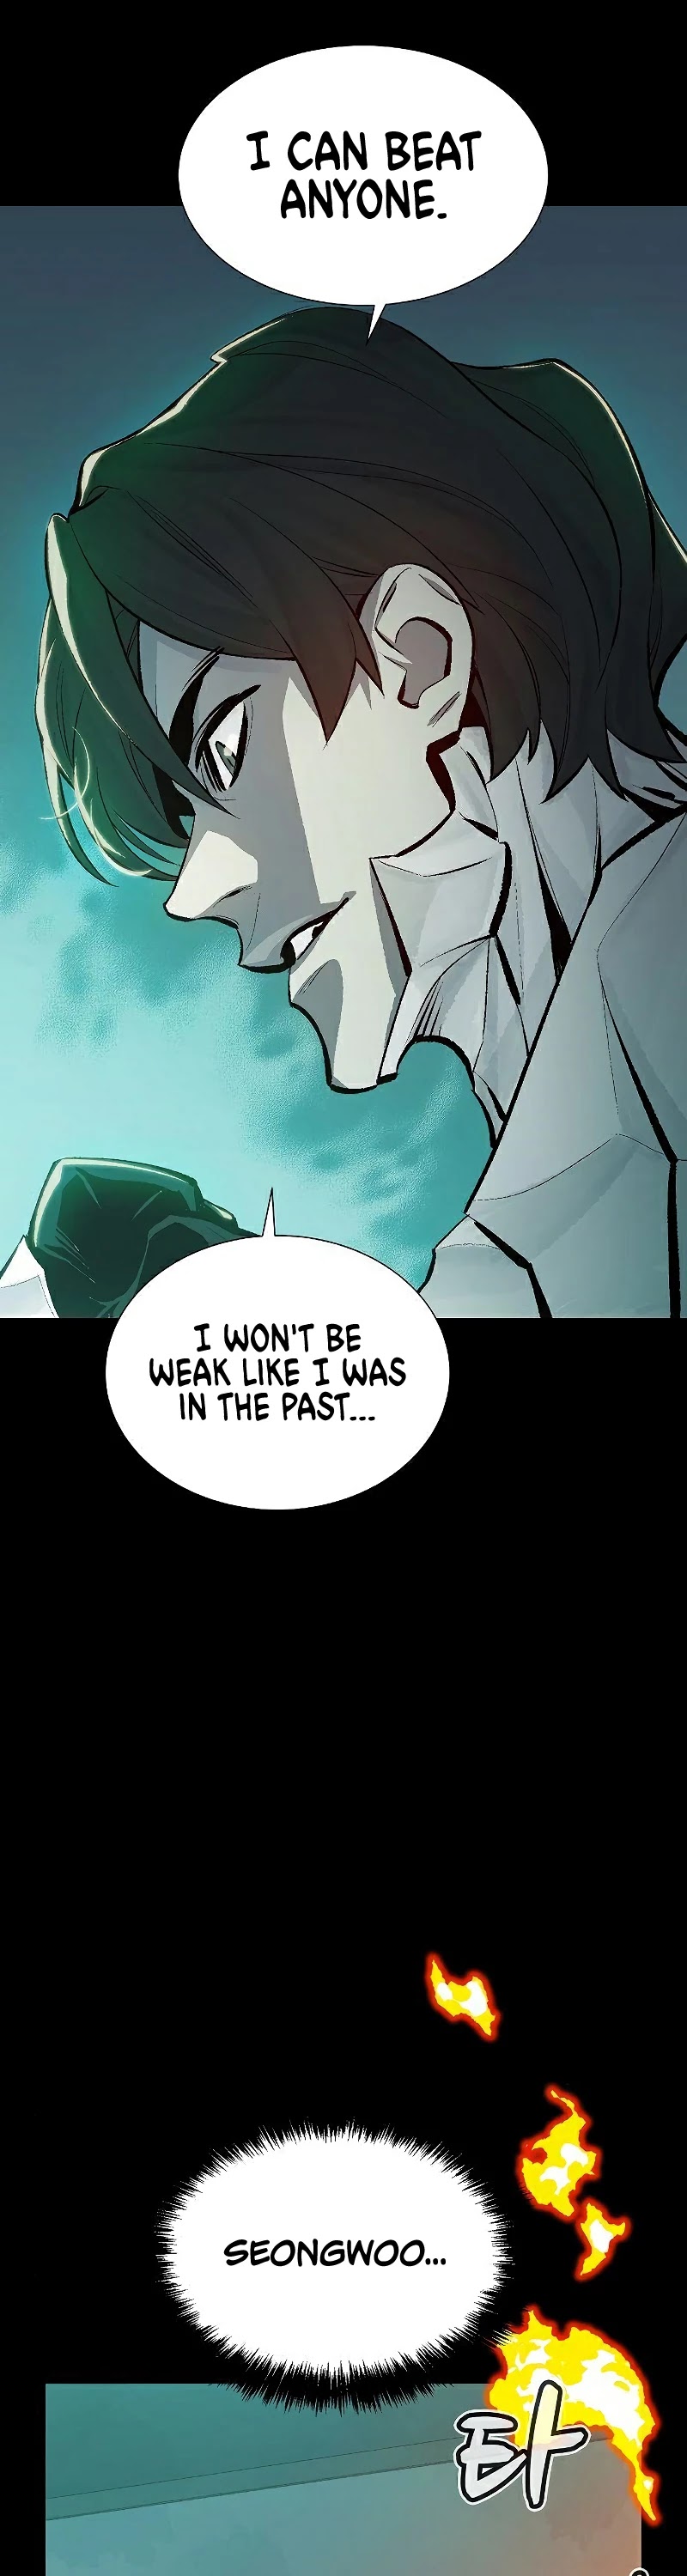 I CAN BEAT
ANYONE.
I WON'T BE
WEAK LIKE I WAS
IN THE PAST...
SEONGWOO...
타